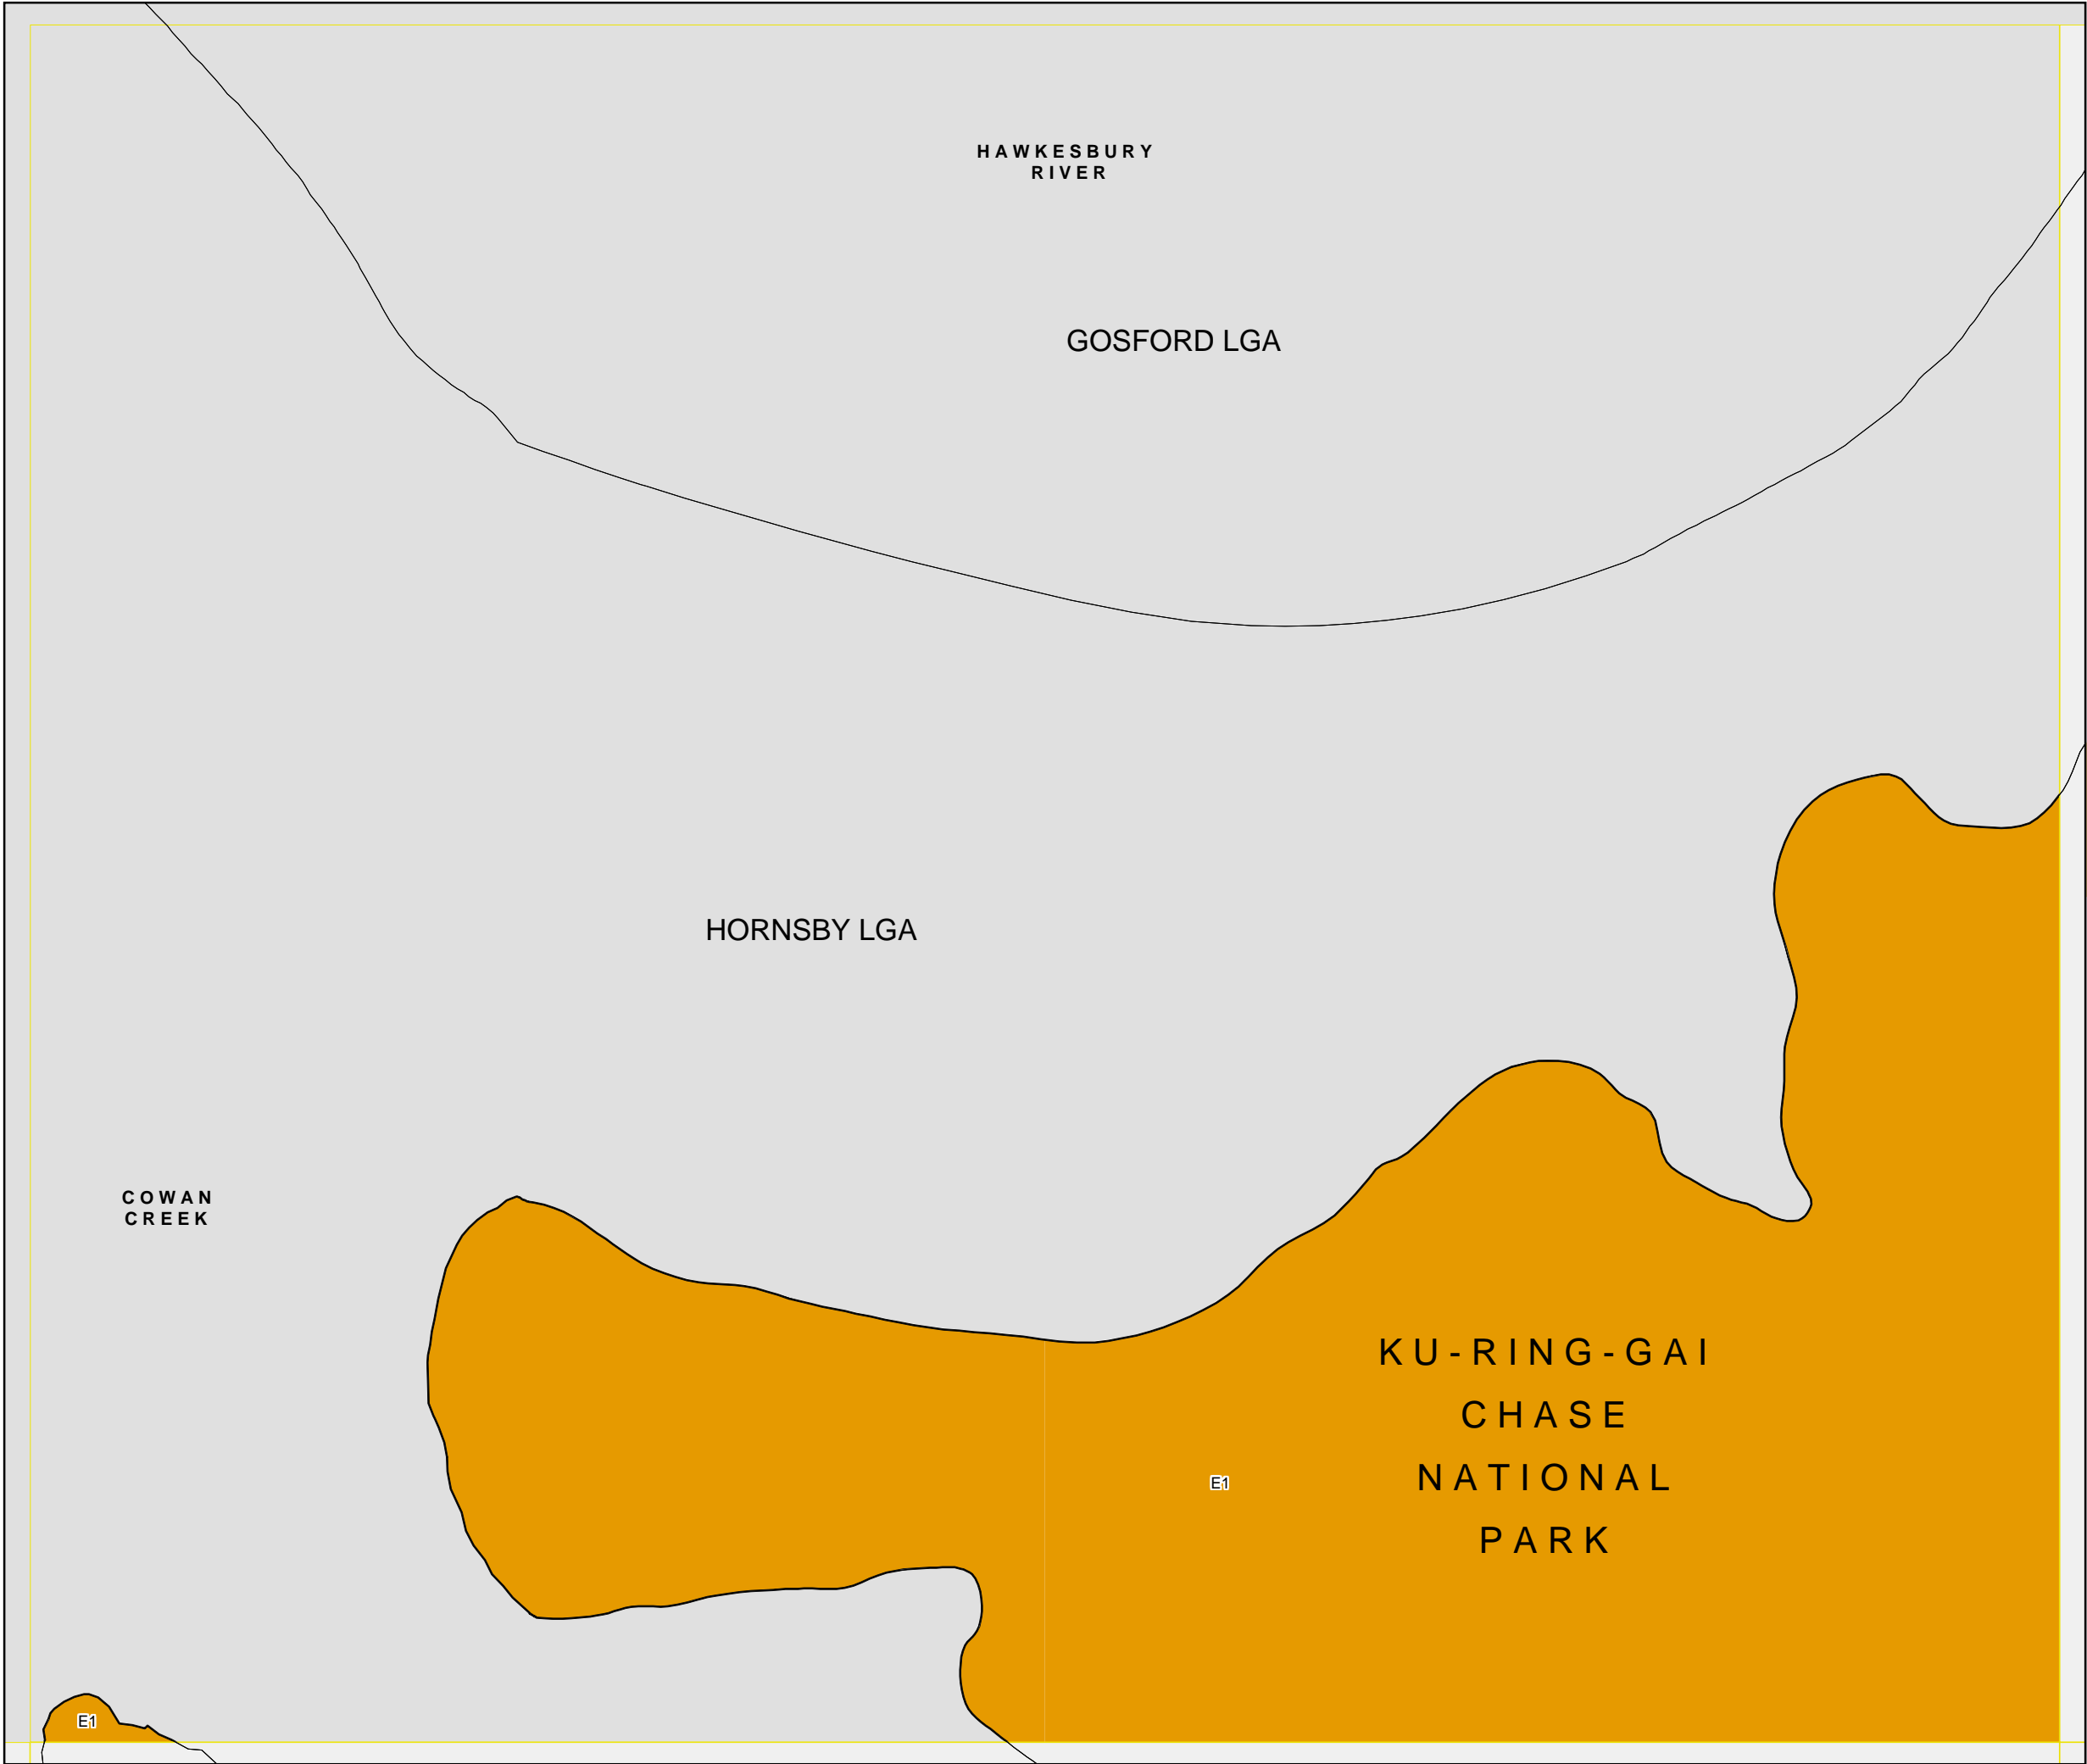 HAWKESBURY
RIVER
GOSFORD LGA
HORNSBY LGA
COWAN
CREEK
KU-RING-GAI
CHASE
NATIONAL
PARK
E1
E1